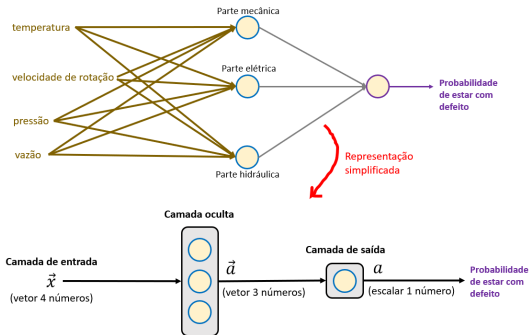 Parte mecânica
temperatura
Parte elétrica
velocidade de rotação
Probabilidade
de estar com
defeito
pressão
vazão
Parte hidráulica
Representação
simplificada
Camada oculta
Camada de saída
Camada de entrada
x
a
a
(vetor 4 números)
(vetor 3 números)
(escalar 1 número)
Probabilidade
de estar com
defeito